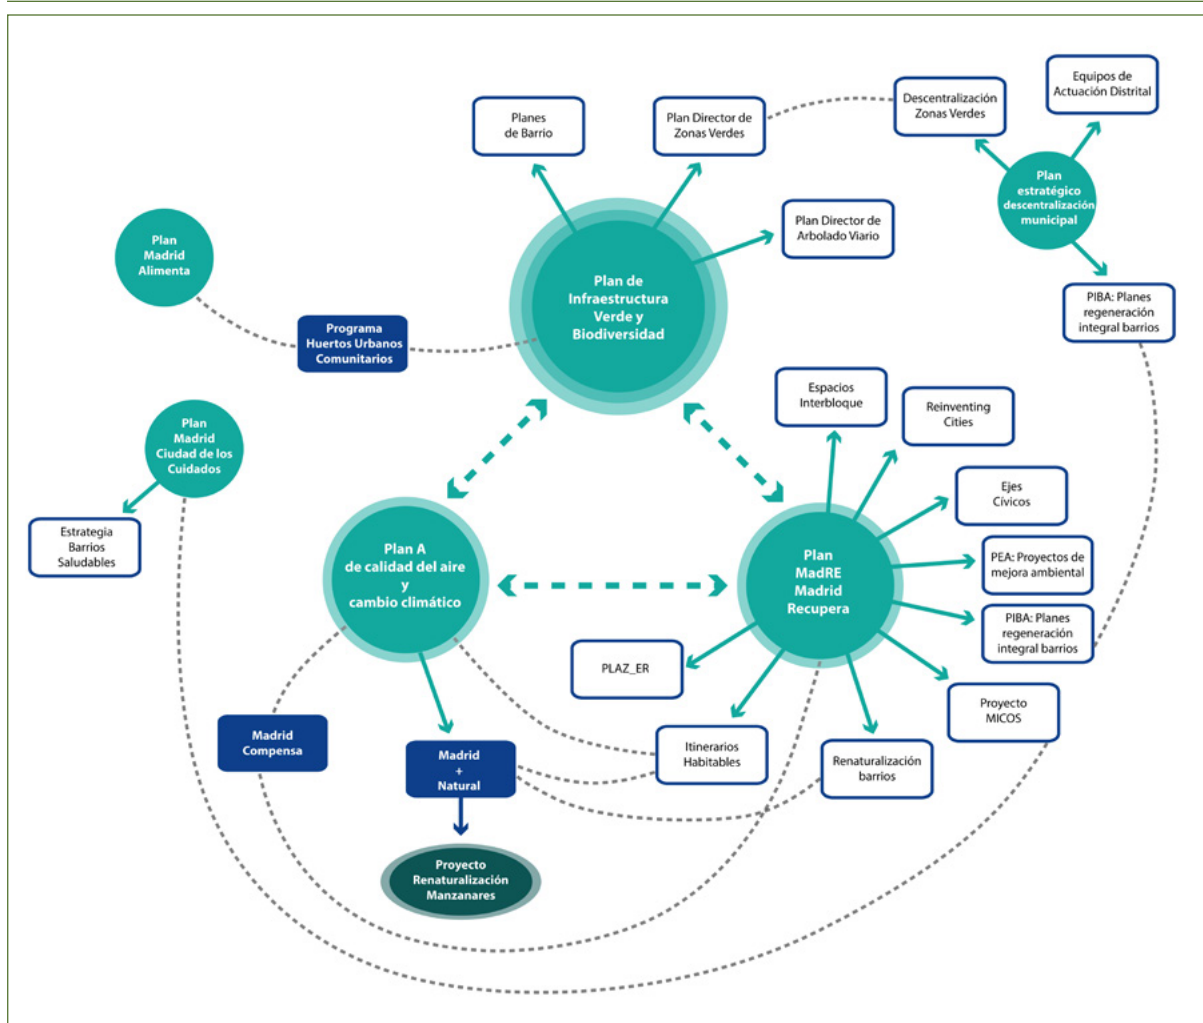 Equipos de
Actuación Distrital
Descentralización
Zonas Verdes
Planes
de Barrio
Plan Director de
Zonas Verdes
Plan
estratégico
descentralización
municipal
Plan Director de
Arbolado Viario
Plan
Madrid
Alimenta
Plan de
Infraestructura
Verde y
Biodiversidad
PIBA: Planes
regeneración
integral barrios
Programa
Huertos Urbanos
Comunitarios
Espacios
Interbloque
Reinventing
Cities
Plan
Madrid
Ciudad de los
Cuidados
Ejes
Cívicos
Estrategia
Barrios
Saludables
Plan A
de calidad del aire
y
cambio climático
Plan
MadRE
Madrid
Recupera
PEA: Proyectos de
mejora ambiental
PIBA: Planes
regeneración
integral barrios
PLAZ_ER
Proyecto
MICOS
Madrid
Compensa
Madrid
+
Natural
Itinerarios
Habitables
Renaturalización
barrios
Proyecto
Renaturalización
Manzanares